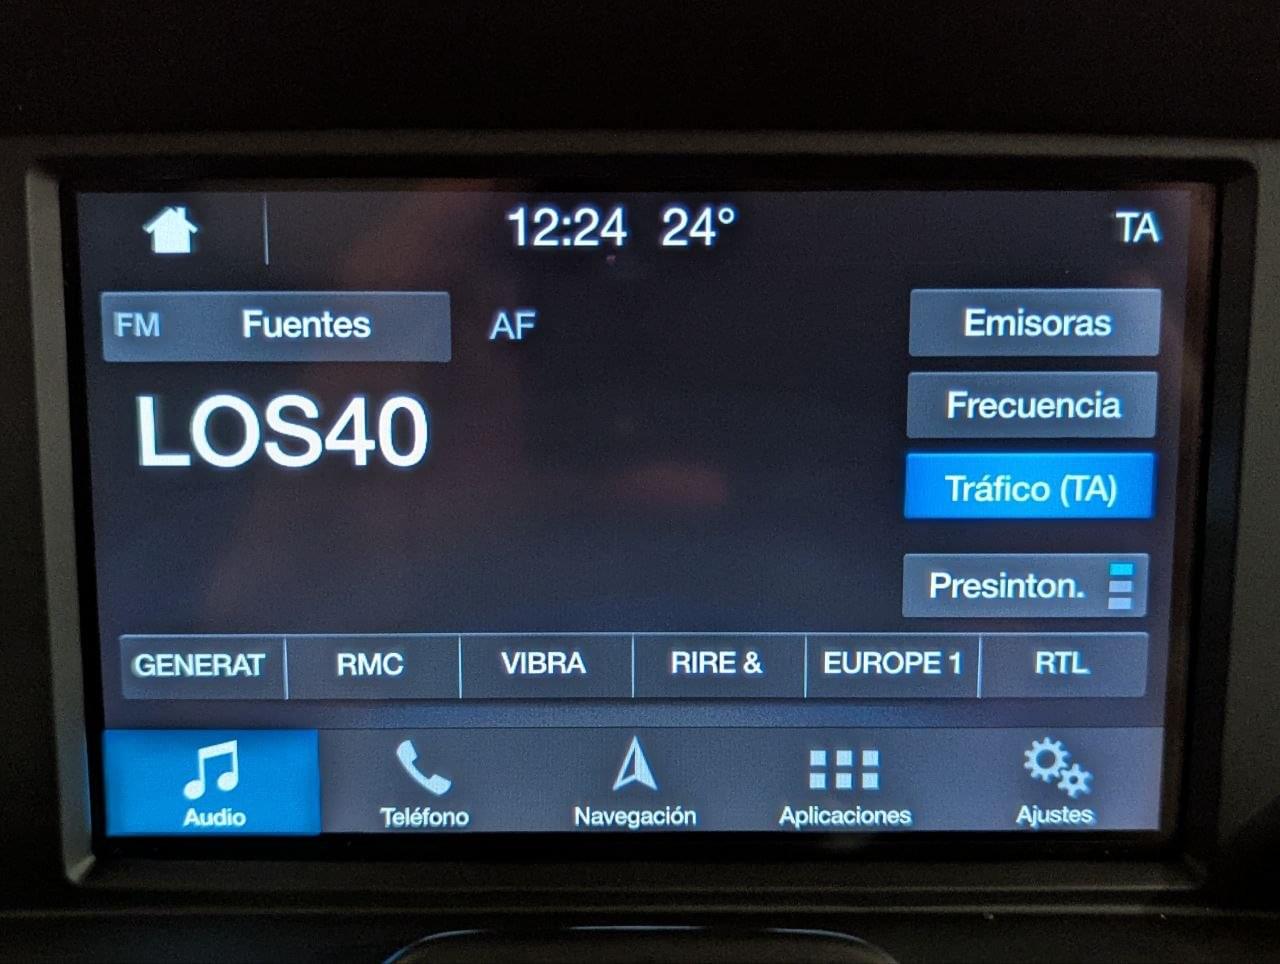 12:24 24° TA
FM Fuentes AF Emisoras
LOS40
Frecuencia
Tráfico (TA)
Presinton.
GENERAT RMC VIBRA RIRE & EUROPE 1 RTL
Audio Teléfono Navegación Aplicaciones Ajustes